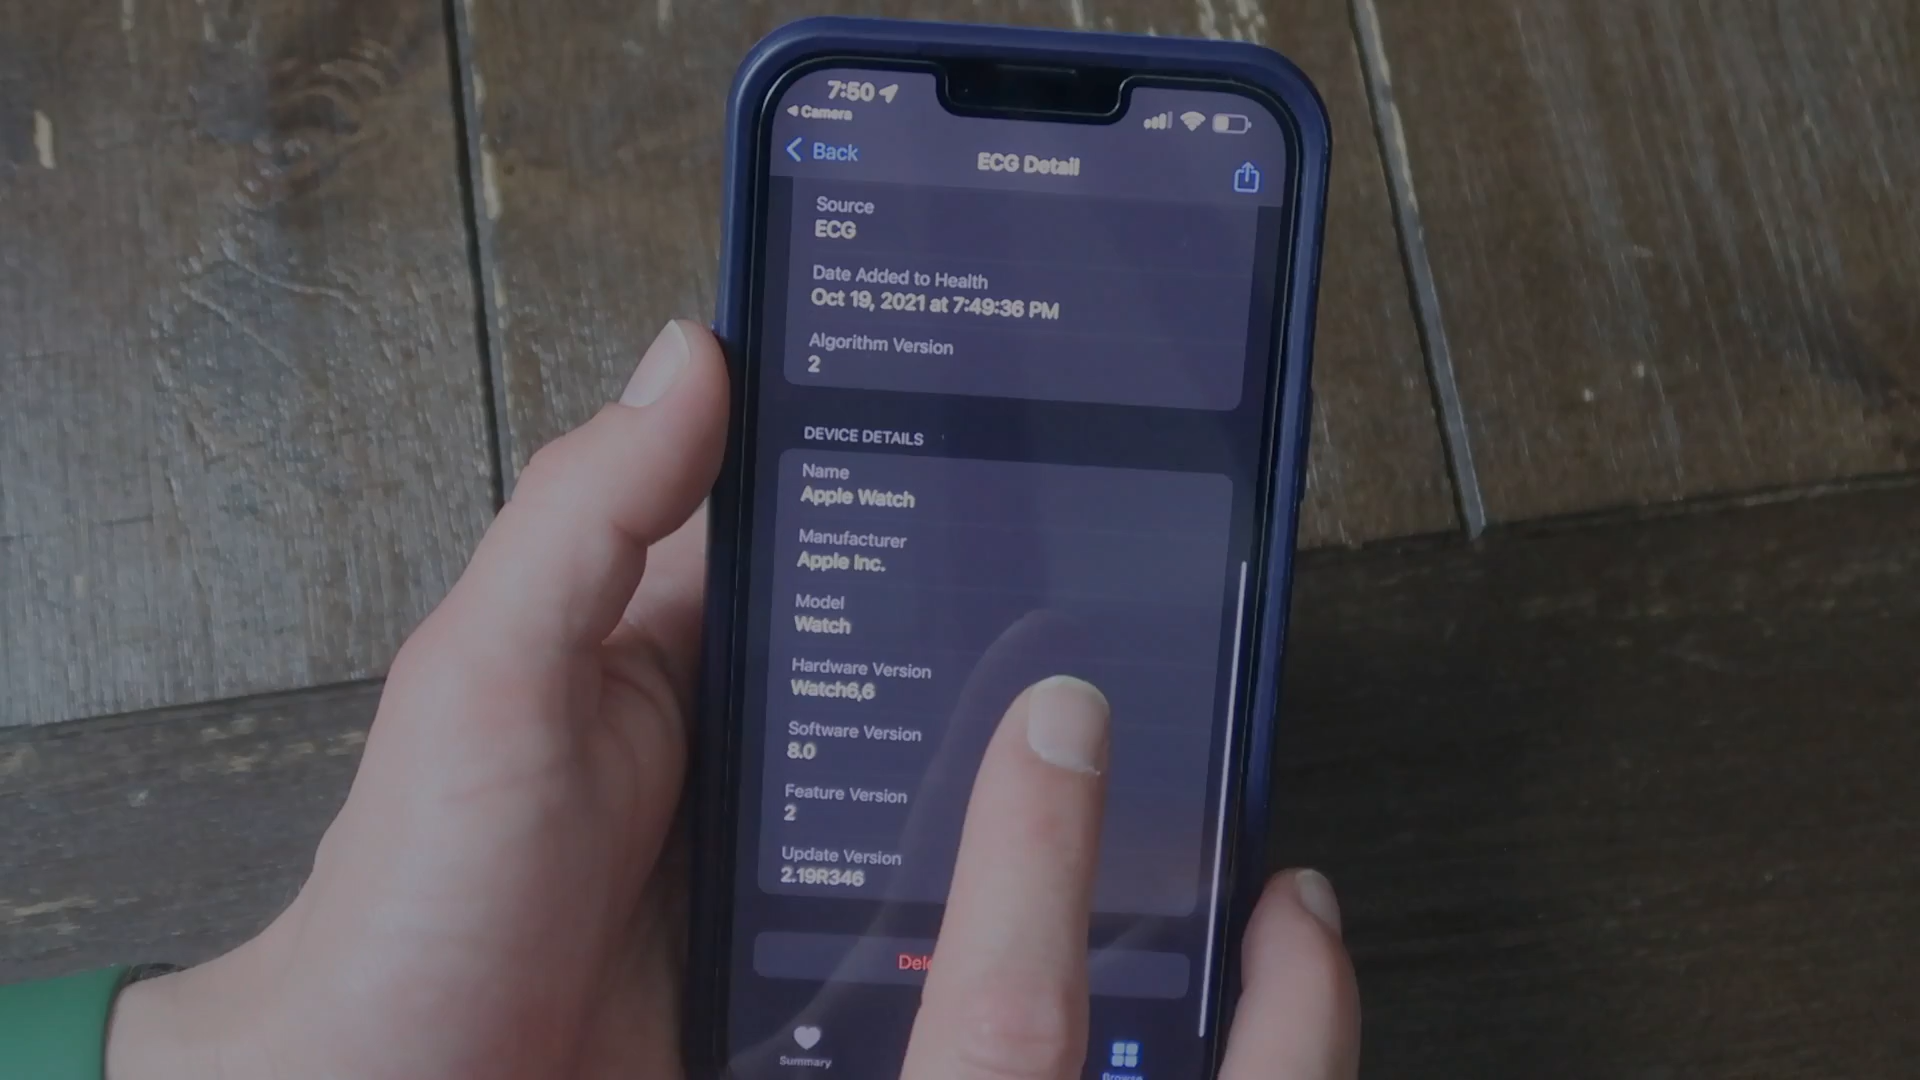 7:50
Camera
Back
ECG Detail
Source
ECG
Date Added to Health
Oct 19, 2021 at 7:49:36 PM
Algorithm Version
2
DEVICE DETAILS
Name
Apple Watch
Manufacturer
Apple Inc.
Model
Watch
Hardware Version
Watch6,6
Software Version
8.0
Feature Version
2
Update Version
2.19R346
Summary
Browse